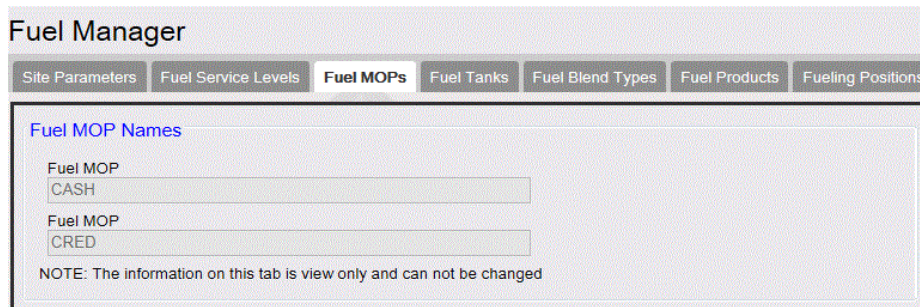 Fuel Manager
Site Parameters Fuel Service Levels Fuel MOPs Fuel Tanks Fuel Blend Types Fuel Products Fueling Positions
Fuel MOP Names
Fuel MOP
CASH
Fuel MOP
CRED
NOTE: The information on this tab is view only and can not be changed